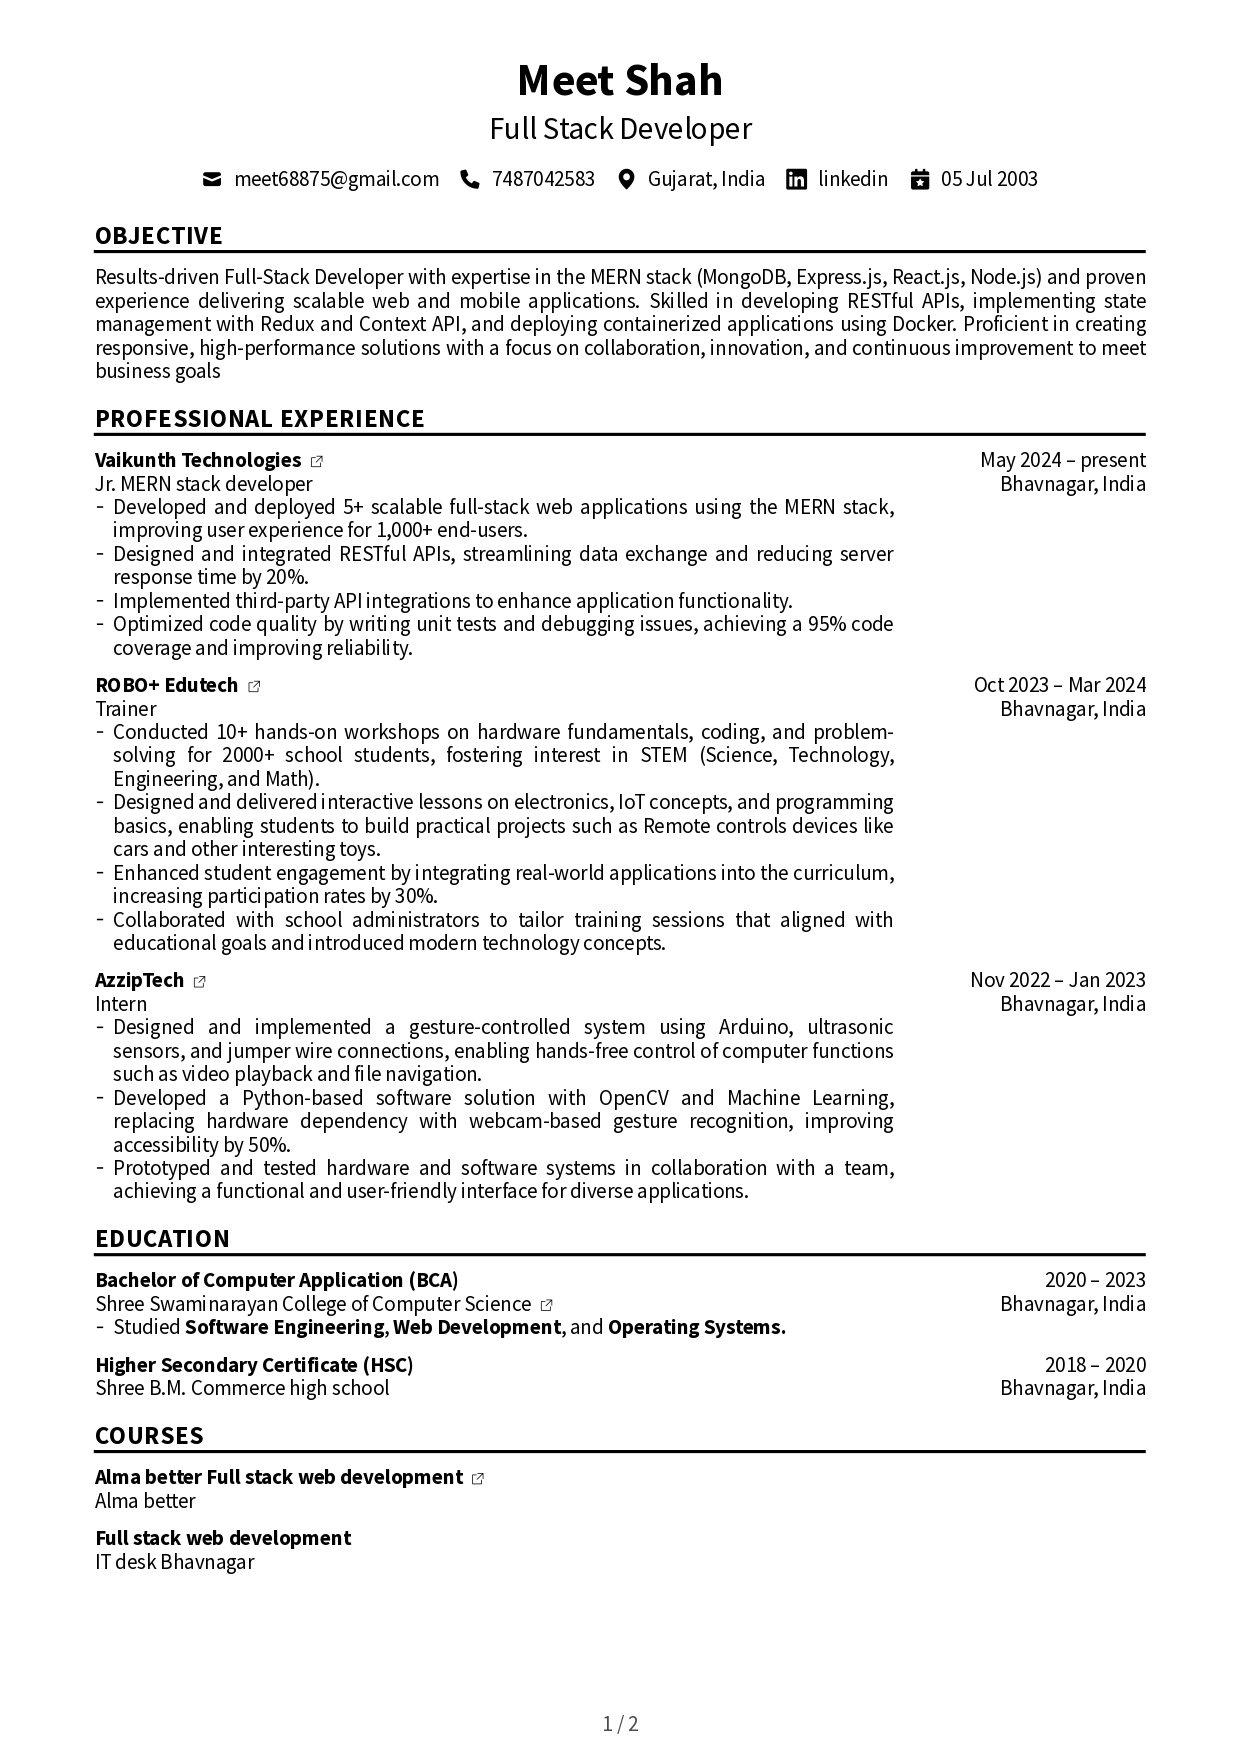 Meet Shah
Full Stack Developer
meet68875@gmail.com 7487042583 Gujarat, India linkedin 05 Jul 2003
OBJECTIVE
Results-driven Full-Stack Developer with expertise in the MERN stack (MongoDB, Express.js, React.js, Node.js) and proven
experience delivering scalable web and mobile applications. Skilled in developing RESTful APIs, implementing state
management with Redux and Context API, and deploying containerized applications using Docker. Proficient in creating
responsive, high-performance solutions with a focus on collaboration, innovation, and continuous improvement to meet
business goals
PROFESSIONAL EXPERIENCE
Vaikunth Technologies May 2024 – present
Jr. MERN stack developer Bhavnagar, India
- Developed and deployed 5+ scalable full-stack web applications using the MERN stack,
improving user experience for 1,000+ end-users.
- Designed and integrated RESTful APIs, streamlining data exchange and reducing server
response time by 20%.
- Implemented third-party API integrations to enhance application functionality.
- Optimized code quality by writing unit tests and debugging issues, achieving a 95% code
coverage and improving reliability.
ROBO+ Edutech Oct 2023 – Mar 2024
Trainer Bhavnagar, India
- Conducted 10+ hands-on workshops on hardware fundamentals, coding, and problem-
solving for 2000+ school students, fostering interest in STEM (Science, Technology,
Engineering, and Math).
- Designed and delivered interactive lessons on electronics, IoT concepts, and programming
basics, enabling students to build practical projects such as Remote controls devices like
cars and other interesting toys.
- Enhanced student engagement by integrating real-world applications into the curriculum,
increasing participation rates by 30%.
- Collaborated with school administrators to tailor training sessions that aligned with
educational goals and introduced modern technology concepts.
AzzipTech Nov 2022 – Jan 2023
Intern Bhavnagar, India
- Designed and implemented a gesture-controlled system using Arduino, ultrasonic
sensors, and jumper wire connections, enabling hands-free control of computer functions
such as video playback and file navigation.
- Developed a Python-based software solution with OpenCV and Machine Learning,
replacing hardware dependency with webcam-based gesture recognition, improving
accessibility by 50%.
- Prototyped and tested hardware and software systems in collaboration with a team,
achieving a functional and user-friendly interface for diverse applications.
EDUCATION
Bachelor of Computer Application (BCA) 2020 – 2023
Shree Swaminarayan College of Computer Science Bhavnagar, India
- Studied Software Engineering, Web Development, and Operating Systems.
Higher Secondary Certificate (HSC) 2018 – 2020
Shree B.M. Commerce high school Bhavnagar, India
COURSES
Alma better Full stack web development
Alma better
Full stack web development
IT desk Bhavnagar
1 / 2